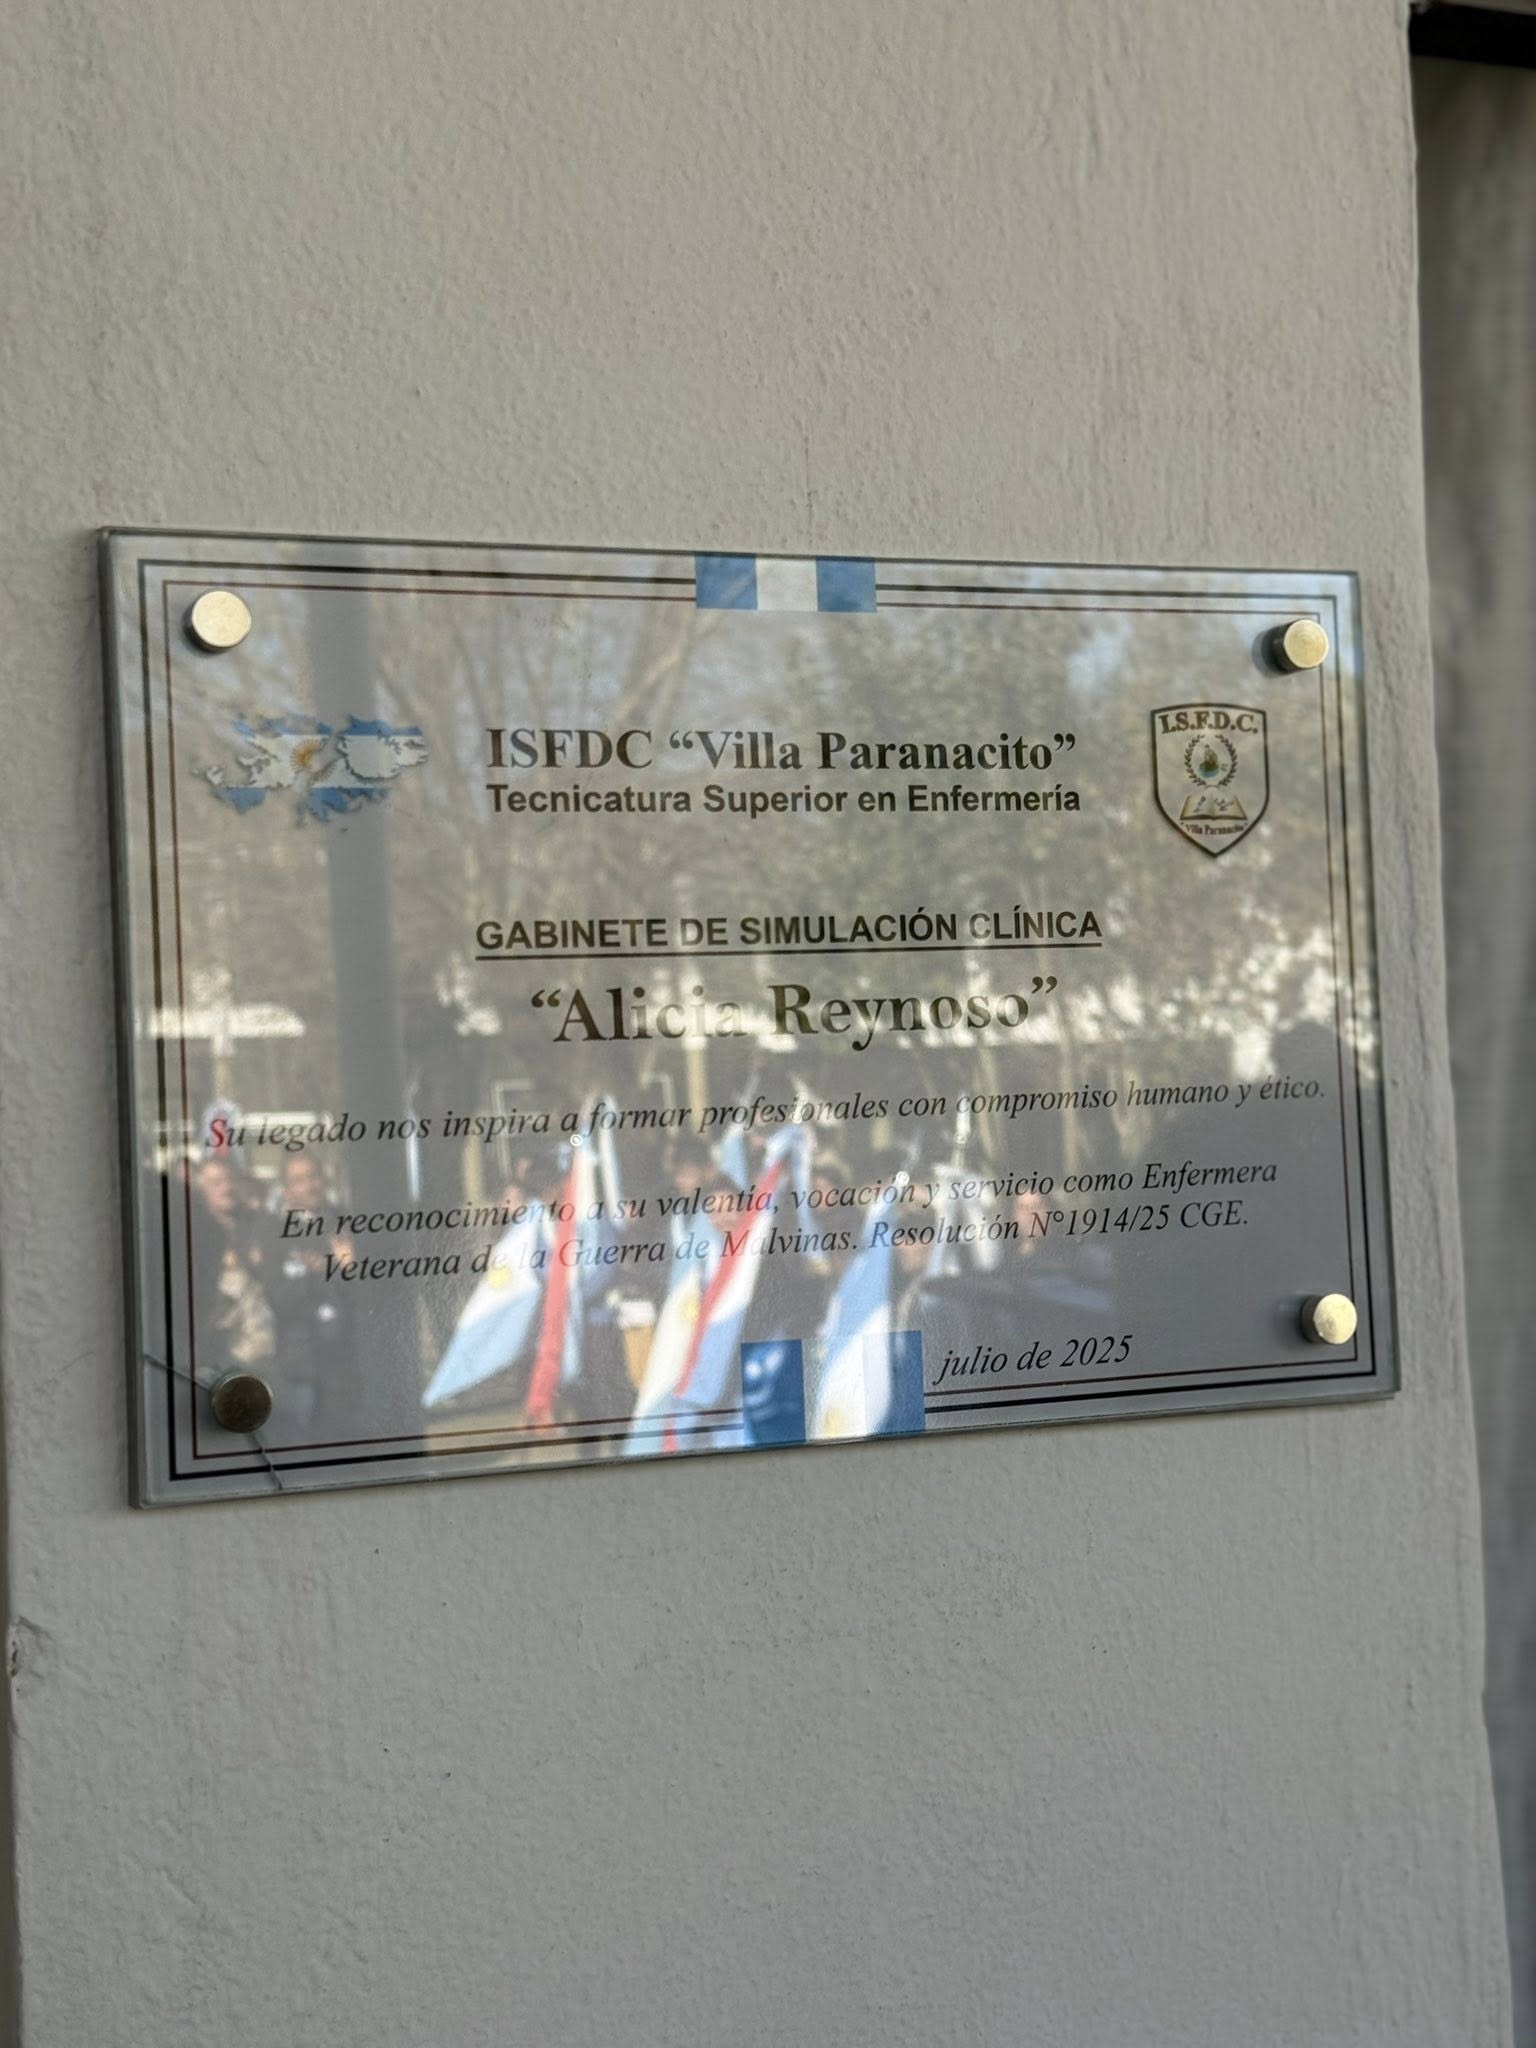 ISFDC “Villa Paranacito”
Tecnicatura Superior en Enfermería
I.S.F.D.C.
Villa Paranacito
GABINETE DE SIMULACIÓN CLÍNICA
“Alicia Reynoso”
Su legado nos inspira a formar profesionales con compromiso humano y ético.
En reconocimiento a su valentía, vocación y servicio como Enfermera
Veterana de la Guerra de Malvinas. Resolución N°1914/25 CGE.
julio de 2025